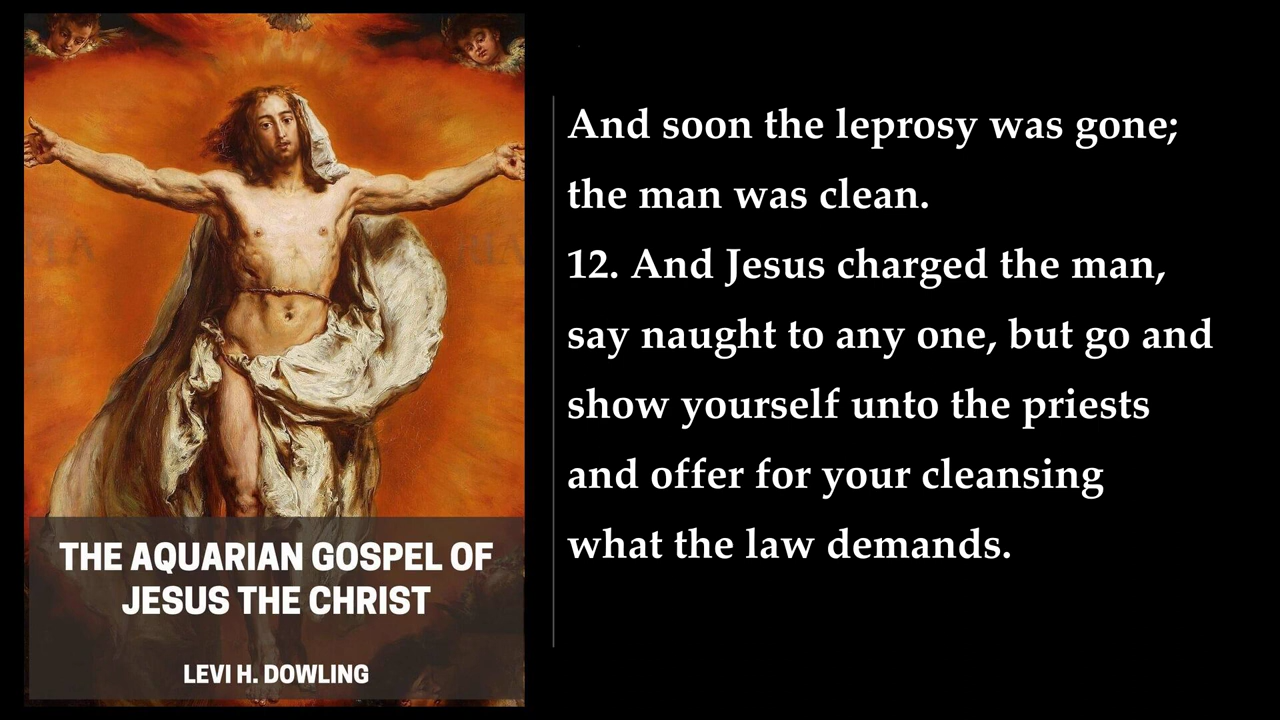 THE AQUARIAN GOSPEL OF
JESUS THE CHRIST
LEVI H. DOWLING
And soon the leprosy was gone;
the man was clean.
12. And Jesus charged the man,
say naught to any one, but go and
show yourself unto the priests
and offer for your cleansing
what the law demands.